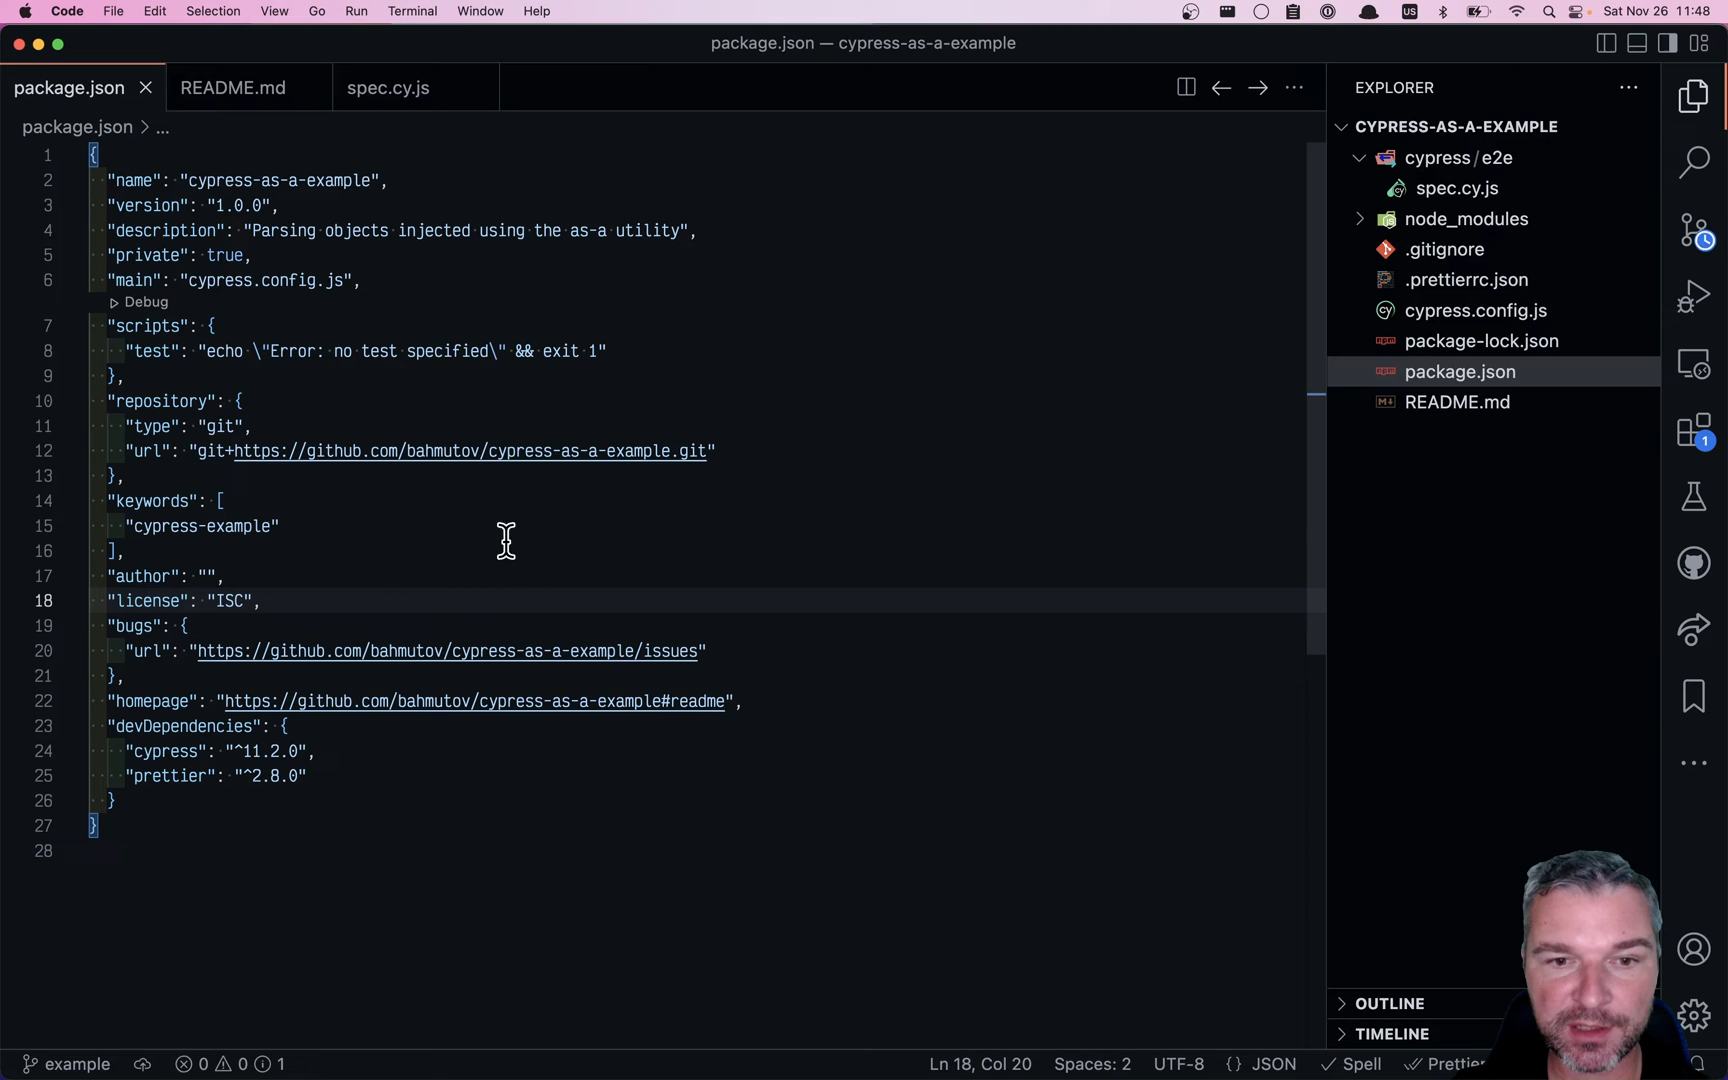 Code File Edit Selection View Go Run Terminal Window Help US Sat Nov 26 11:48
package.json — cypress-as-a-example
package.json README.md spec.cy.js
package.json > ...
1 {
2 "name": "cypress-as-a-example",
3 "version": "1.0.0",
4 "description": "Parsing objects injected using the as-a utility",
5 "private": true,
6 "main": "cypress.config.js",
Debug
7 "scripts": {
8 "test": "echo \"Error: no test specified\" && exit 1"
9 },
10 "repository": {
11 "type": "git",
12 "url": "git+https://github.com/bahmutov/cypress-as-a-example.git"
13 },
14 "keywords": [
15 "cypress-example"
16 ],
17 "author": "",
18 "license": "ISC",
19 "bugs": {
20 "url": "https://github.com/bahmutov/cypress-as-a-example/issues"
21 },
22 "homepage": "https://github.com/bahmutov/cypress-as-a-example#readme",
23 "devDependencies": {
24 "cypress": "^11.2.0",
25 "prettier": "^2.8.0"
26 }
27 }
28
EXPLORER
CYPRESS-AS-A-EXAMPLE
cypress/e2e
spec.cy.js
node_modules
.gitignore
.prettierrc.json
cypress.config.js
package-lock.json
package.json
README.md
1
OUTLINE
TIMELINE
example 0 0 1 Ln 18, Col 20 Spaces: 2 UTF-8 {} JSON Spell Prettier